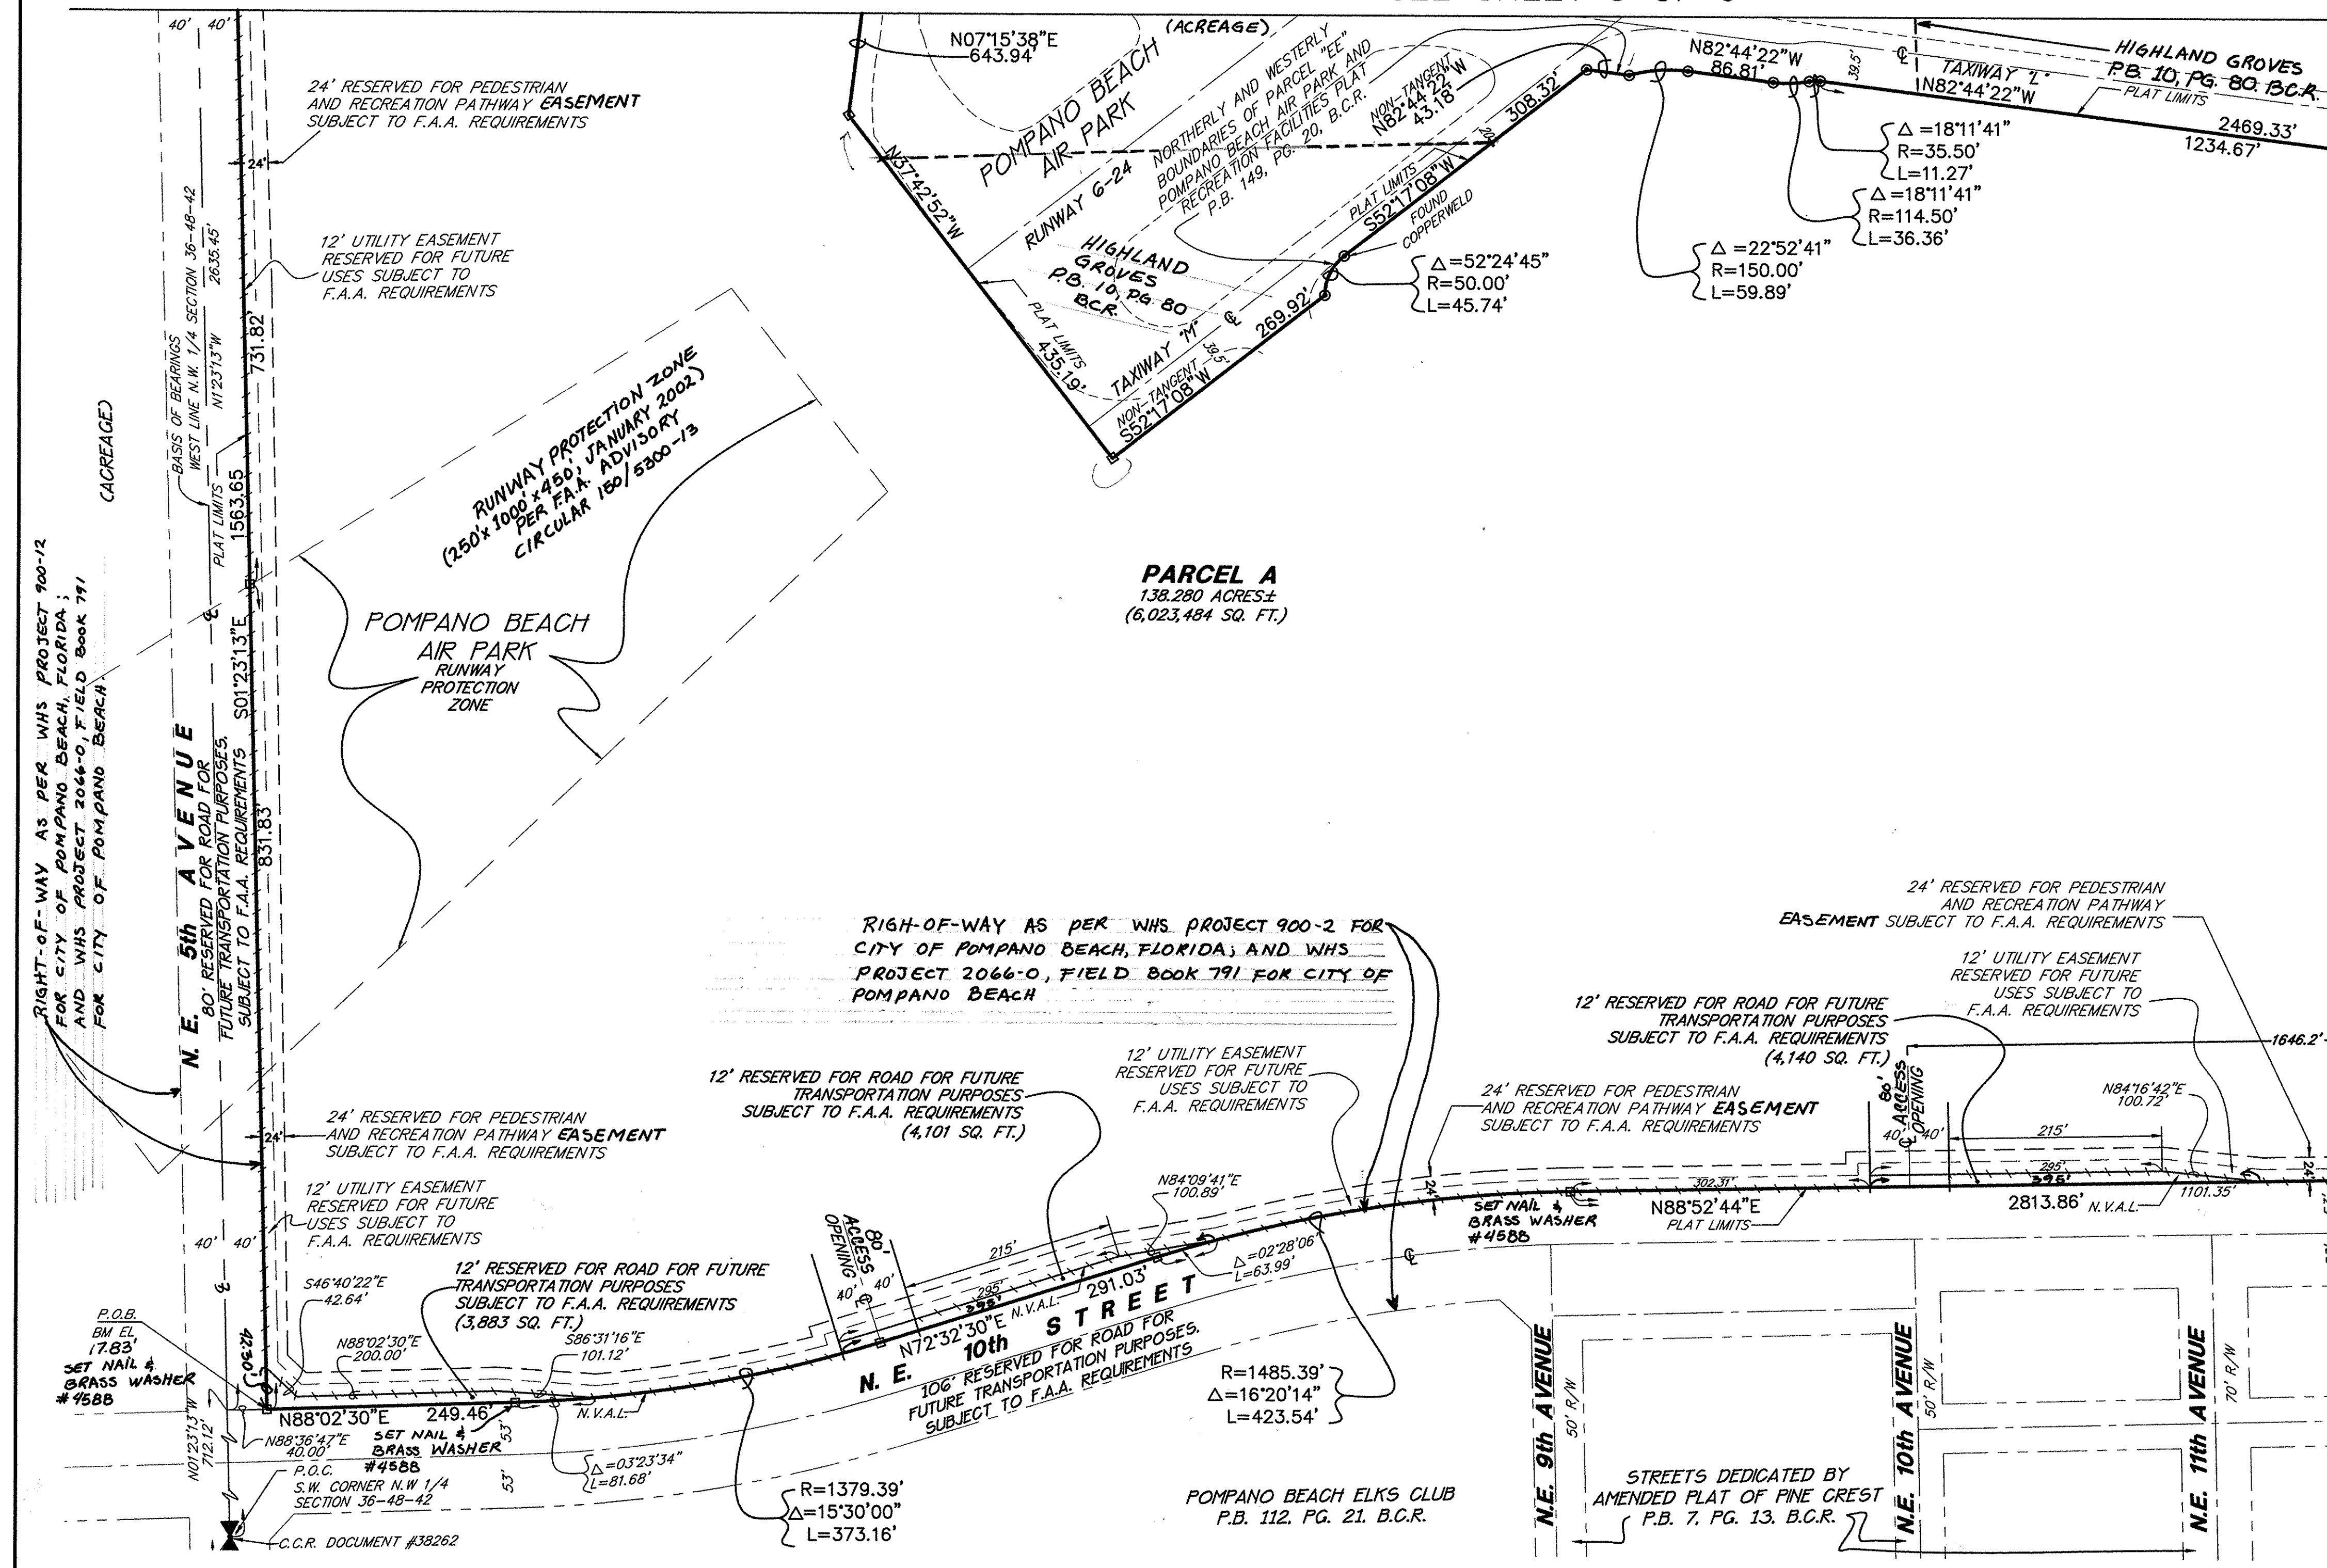 (ACREAGE)
40' 40'
24' RESERVED FOR PEDESTRIAN
AND RECREATION PATHWAY EASEMENT
SUBJECT TO F.A.A. REQUIREMENTS
24'
12' UTILITY EASEMENT
RESERVED FOR FUTURE
USES SUBJECT TO
F.A.A. REQUIREMENTS
BASIS OF BEARINGS
WEST LINE N.W. 1/4 SECTION 36-48-42
N1°23'13"W 2635.45'
731.82'
PLAT LIMITS
1563.65
S01°23'13"E
831.83'
(ACREAGE)
RIGHT-OF-WAY AS PER WHS PROJECT 900-12
FOR CITY OF POMPANO BEACH, FLORIDA;
AND WHS PROJECT 2066-0, FIELD BOOK 791
FOR CITY OF POMPANO BEACH.
N. E. 5th AVENUE
80' RESERVED FOR ROAD FOR
FUTURE TRANSPORTATION PURPOSES.
SUBJECT TO F.A.A. REQUIREMENTS
RUNWAY PROTECTION ZONE
(250'x 1000'x450', JANUARY 2002)
PER F.A.A. ADVISORY
CIRCULAR 150/5300-13
POMPANO BEACH
AIR PARK
RUNWAY
PROTECTION
ZONE
N07°15'38"E
643.94'
POMPANO BEACH
AIR PARK
RUNWAY 6-24
NORTHERLY AND WESTERLY
BOUNDARIES OF PARCEL "EE"
POMPANO BEACH AIR PARK AND
RECREATION FACILITIES PLAT
P.B. 149, PG. 20, B.C.R.
NON-TANGENT
N82°44'22"W
43.18'
N37°42'52"W
PLAT LIMITS
435.19'
HIGHLAND
GROVES
P.B. 10, PG. 80
BCR.
TAXIWAY "M"
39.5'
NON-TANGENT
S52°17'08"W
269.92'
PLAT LIMITS
S52°17'08"W
308.32'
FOUND
COPPERWELD
Δ=52°24'45"
R=50.00'
L=45.74'
N82°44'22"W
86.81'
39.5'
TAXIWAY "L"
N82°44'22"W
HIGHLAND GROVES
P.B. 10, PG. 80. B.C.R.
PLAT LIMITS
2469.33'
1234.67'
Δ=18°11'41"
R=35.50'
L=11.27'
Δ=18°11'41"
R=114.50'
L=36.36'
Δ=22°52'41"
R=150.00'
L=59.89'
PARCEL A
138.280 ACRES±
(6,023,484 SQ. FT.)
RIGH-OF-WAY AS PER WHS PROJECT 900-2 FOR
CITY OF POMPANO BEACH, FLORIDA; AND WHS
PROJECT 2066-0, FIELD BOOK 791 FOR CITY OF
POMPANO BEACH
24' RESERVED FOR PEDESTRIAN
AND RECREATION PATHWAY
EASEMENT SUBJECT TO F.A.A. REQUIREMENTS
12' UTILITY EASEMENT
RESERVED FOR FUTURE
USES SUBJECT TO
F.A.A. REQUIREMENTS
12' RESERVED FOR ROAD FOR FUTURE
TRANSPORTATION PURPOSES
SUBJECT TO F.A.A. REQUIREMENTS
(4,140 SQ. FT.)
1646.2'
12' UTILITY EASEMENT
RESERVED FOR FUTURE
USES SUBJECT TO
F.A.A. REQUIREMENTS
12' RESERVED FOR ROAD FOR FUTURE
TRANSPORTATION PURPOSES
SUBJECT TO F.A.A. REQUIREMENTS
(4,101 SQ. FT.)
24' RESERVED FOR PEDESTRIAN
AND RECREATION PATHWAY EASEMENT
SUBJECT TO F.A.A. REQUIREMENTS
80'
ACCESS
OPENING
40' 40'
215'
N84°16'42"E
100.72'
24'
24' RESERVED FOR PEDESTRIAN
AND RECREATION PATHWAY EASEMENT
SUBJECT TO F.A.A. REQUIREMENTS
24'
12' UTILITY EASEMENT
RESERVED FOR FUTURE
USES SUBJECT TO
F.A.A. REQUIREMENTS
40' 40'
N84°09'41"E
100.89'
24'
302.31'
295'
395'
1101.35'
SET NAIL &
BRASS WASHER
#4588
N88°52'44"E
PLAT LIMITS
2813.86'
N.V.A.L.
80'
ACCESS
OPENING
40' 40'
215'
295'
395'
N.V.A.L.
291.03'
N72°32'30"E
Δ=02°28'06"
L=63.99'
N. E. 10th STREET
106' RESERVED FOR ROAD FOR
FUTURE TRANSPORTATION PURPOSES.
SUBJECT TO F.A.A. REQUIREMENTS
12' RESERVED FOR ROAD FOR FUTURE
TRANSPORTATION PURPOSES
SUBJECT TO F.A.A. REQUIREMENTS
(3,883 SQ. FT.)
S46°40'22"E
42.64'
N88°02'30"E
200.00'
S86°31'16"E
101.12'
P.O.B.
BM EL
17.83'
SET NAIL &
BRASS WASHER
#4588
42.30'
N88°02'30"E
249.46'
N.V.A.L.
N88°36'47"E
40.00'
SET NAIL &
BRASS WASHER
#4588
53'
53'
Δ=03°23'34"
L=81.68'
N01°23'13"W
712.12'
P.O.C.
S.W. CORNER N.W 1/4
SECTION 36-48-42
C.C.R. DOCUMENT #38262
R=1379.39'
Δ=15°30'00"
L=373.16'
R=1485.39'
Δ=16°20'14"
L=423.54'
POMPANO BEACH ELKS CLUB
P.B. 112, PG. 21, B.C.R.
N.E. 9th AVENUE
50' R/W
STREETS DEDICATED BY
AMENDED PLAT OF PINE CREST
P.B. 7, PG. 13, B.C.R.
N.E. 10th AVENUE
50' R/W
N.E. 11th AVENUE
70' R/W